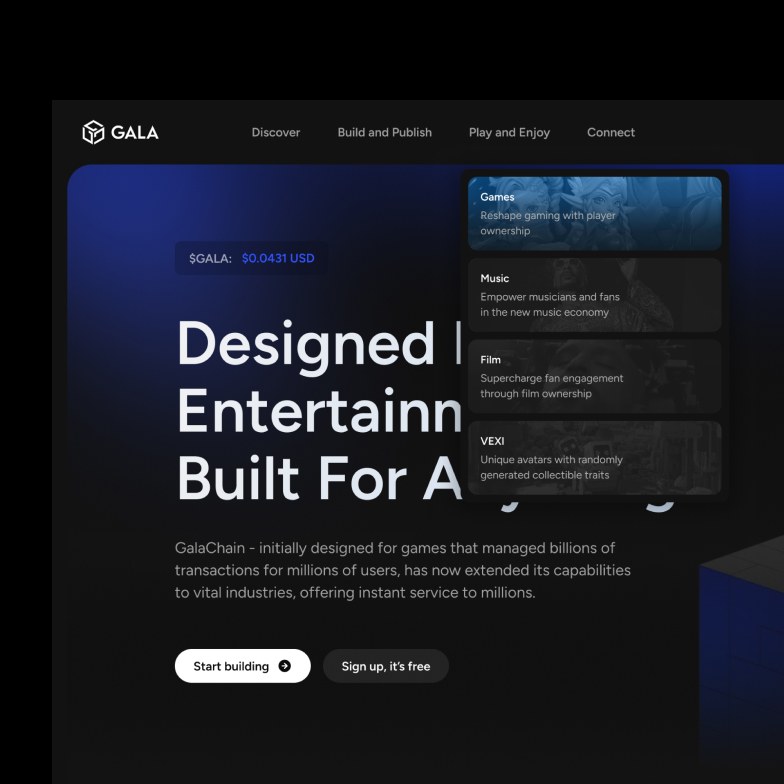 GALA
Discover
Build and Publish
Play and Enjoy
Connect
$GALA: $0.0431 USD
Designed
Entertainm
Built For A
Games
Reshape gaming with player
ownership
Music
Empower musicians and fans
in the new music economy
Film
Supercharge fan engagement
through film ownership
VEXI
Unique avatars with randomly
generated collectible traits
GalaChain - initially designed for games that managed billions of
transactions for millions of users, has now extended its capabilities
to vital industries, offering instant service to millions.
Start building
Sign up, it's free